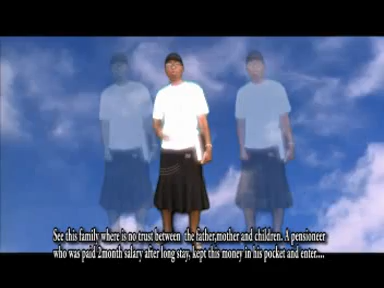 See this family where is no trust between the father,mother and children. A pensioneer
who was paid 2month salary after long stay, kept this money in his pocket and enter....